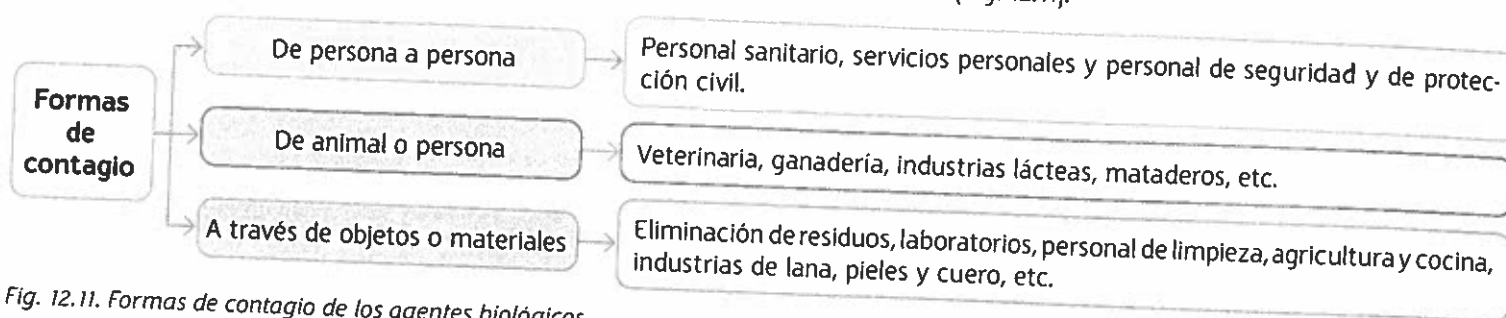 Formas
de
contagio
De persona a persona
Personal sanitario, servicios personales y personal de seguridad y de protec-
ción civil.
De animal o persona
Veterinaria, ganadería, industrias lácteas, mataderos, etc.
A través de objetos o materiales
Eliminación de residuos, laboratorios, personal de limpieza, agricultura y cocina,
industrias de lana, pieles y cuero, etc.
Fig. 12.11. Formas de contagio de los agentes biológicos